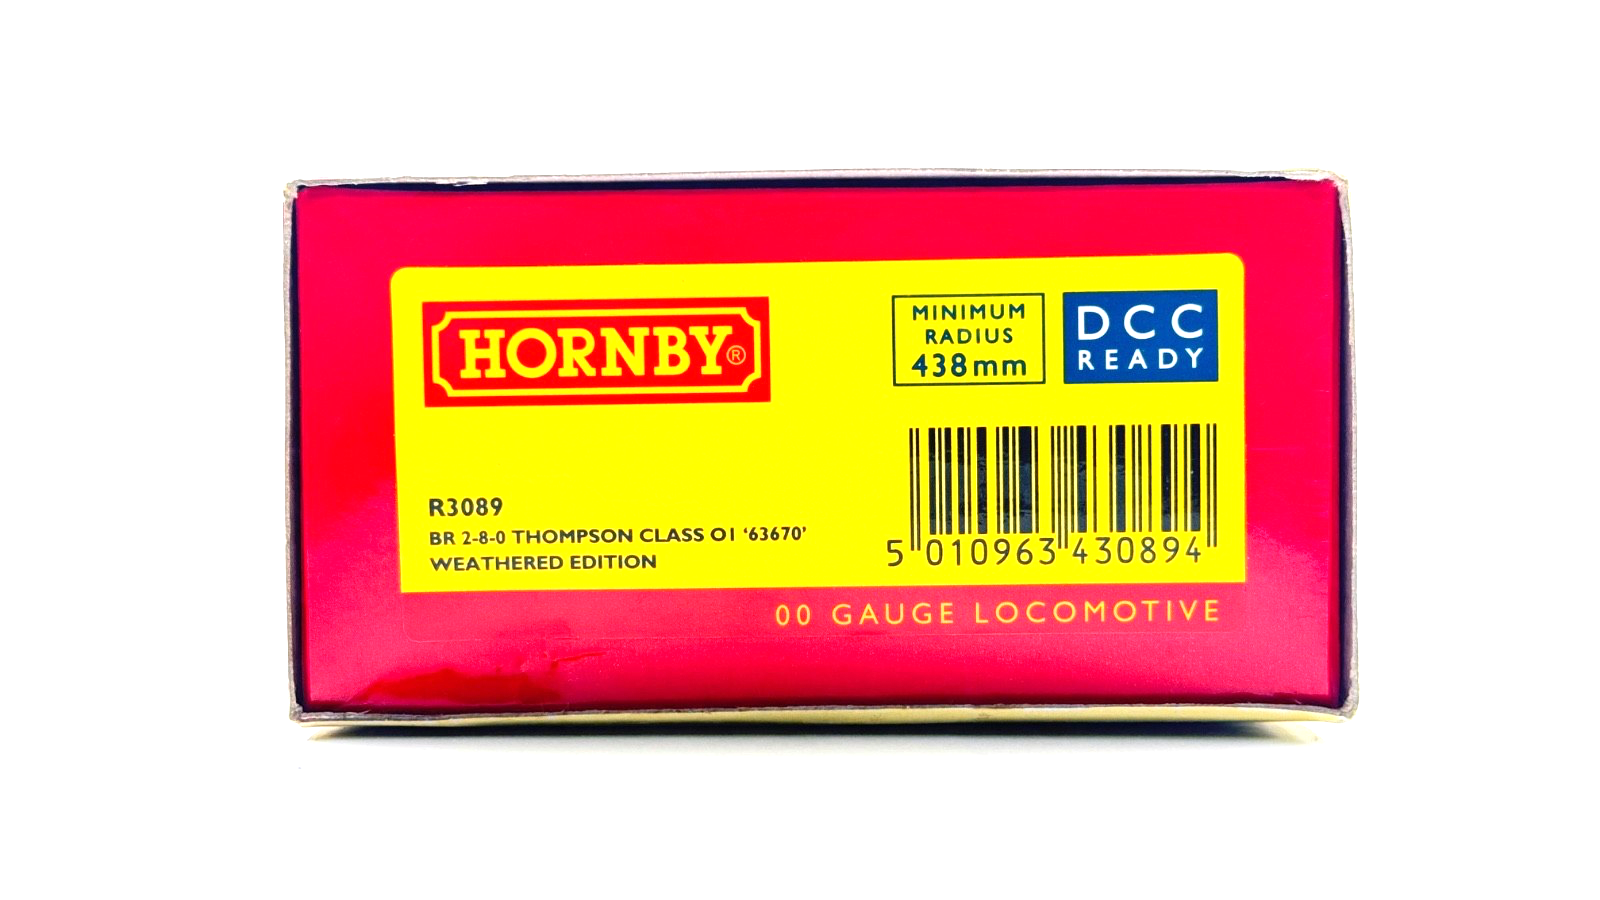 HORNBY®
MINIMUM
RADIUS
438mm
DCC
READY
R3089
BR 2-8-0 THOMPSON CLASS O1 ‘63670’
WEATHERED EDITION
5 010963 430894
00 GAUGE LOCOMOTIVE